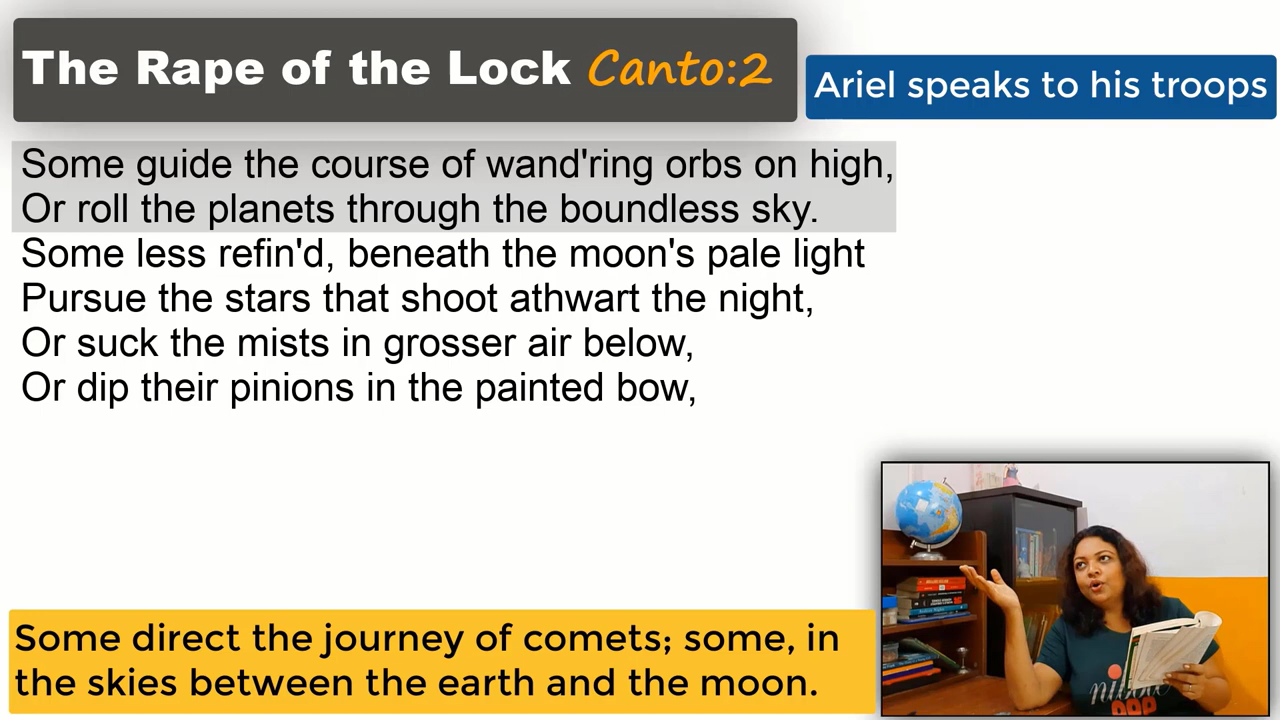 The Rape of the Lock Canto:2
Ariel speaks to his troops
Some guide the course of wand'ring orbs on high,
Or roll the planets through the boundless sky.
Some less refin'd, beneath the moon's pale light
Pursue the stars that shoot athwart the night,
Or suck the mists in grosser air below,
Or dip their pinions in the painted bow,
Some direct the journey of comets; some, in
the skies between the earth and the moon.